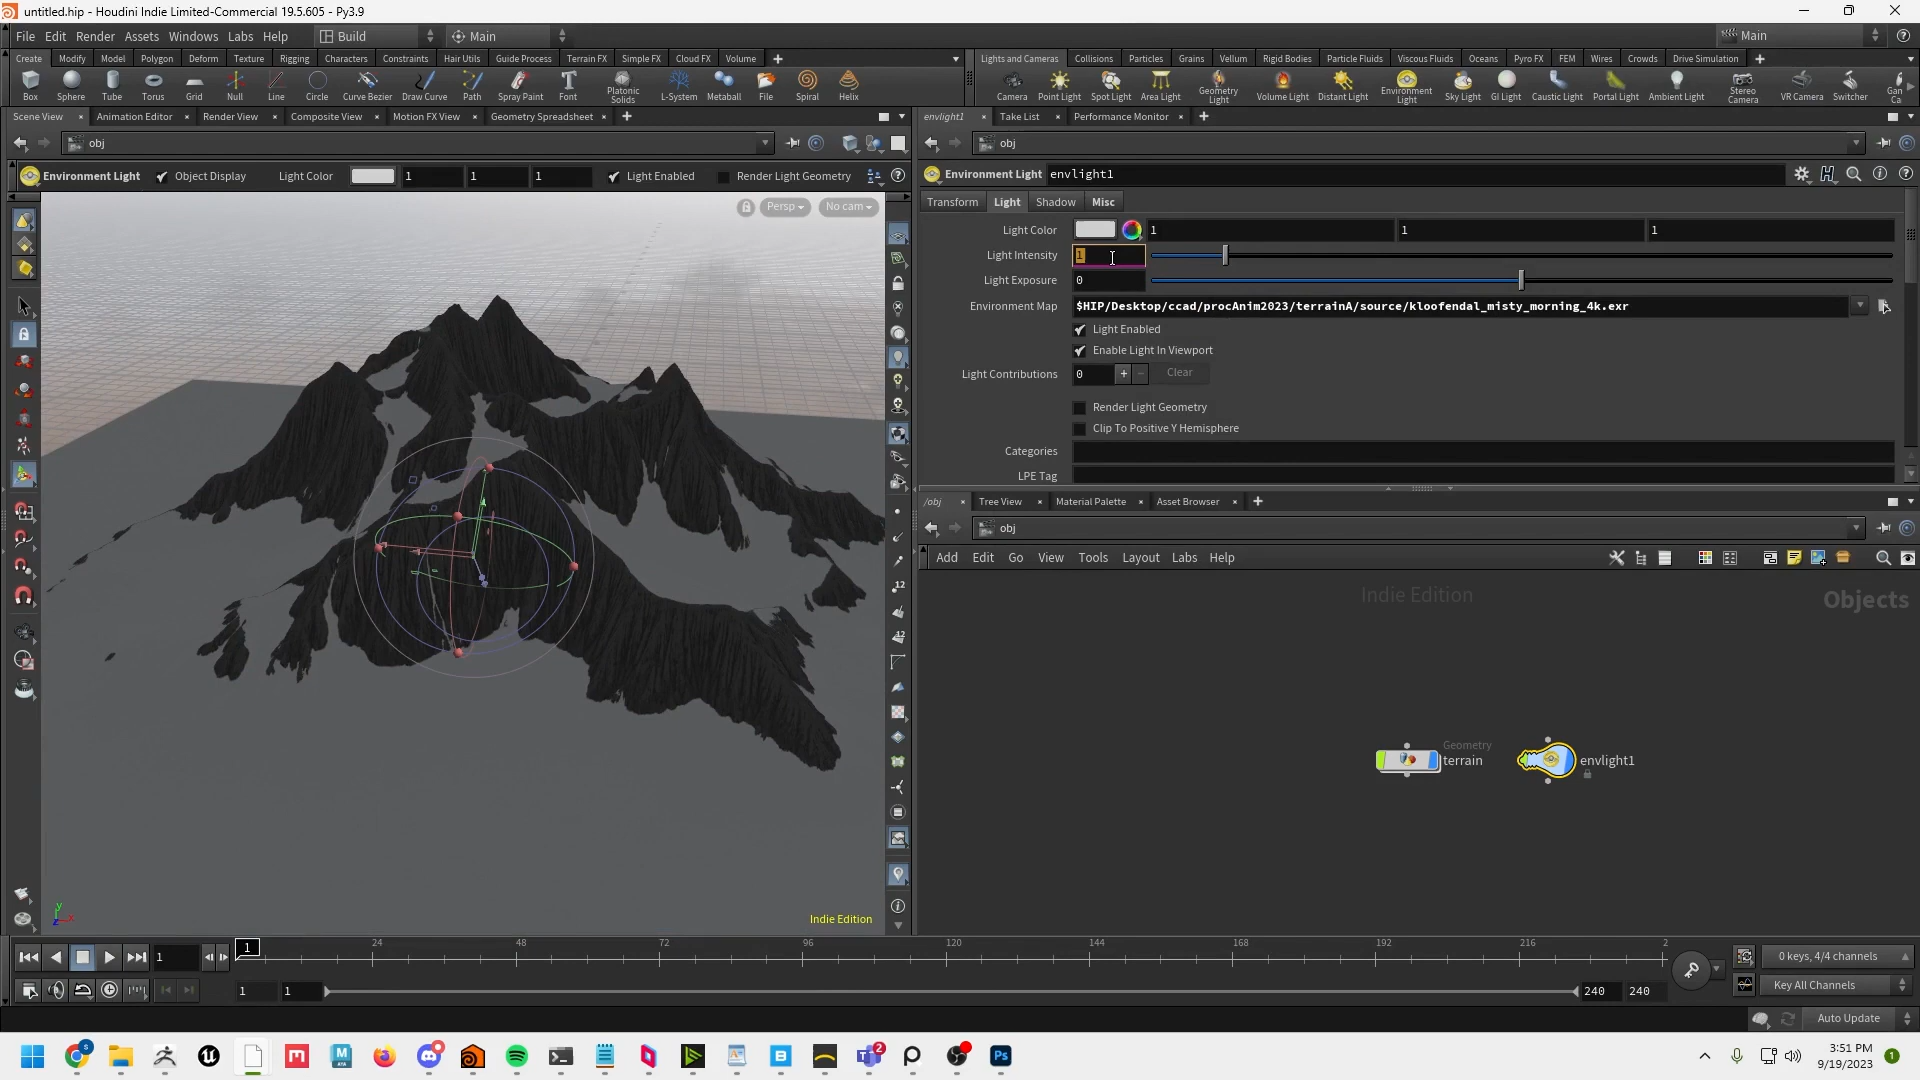 untitled.hip - Houdini Indie Limited-Commercial 19.5.605 - Py3.9
File Edit Render Assets Windows Labs Help Build Main Main
Create Modify Model Polygon Deform Texture Rigging Characters Constraints Hair Utils Guide Process Terrain FX Simple FX Cloud FX Volume
Lights and Cameras Collisions Particles Grains Vellum Rigid Bodies Particle Fluids Viscous Fluids Oceans Pyro FX FEM Wires Crowds Drive Simulation
Box Sphere Tube Torus Grid Null Line Circle Curve Bezier Draw Curve Path Spray Paint Font Platonic Solids L-System Metaball File Spiral Helix
Camera Point Light Spot Light Area Light Geometry Light Volume Light Distant Light Environment Light Sky Light GI Light Caustic Light Portal Light Ambient Light Stereo Camera VR Camera Switcher Gan Ca
Scene View Animation Editor Render View Composite View Motion FX View Geometry Spreadsheet
obj
Environment Light Object Display Light Color 1 1 1 Light Enabled Render Light Geometry
Persp No cam
Indie Edition
envlight1 Take List Performance Monitor
obj
Environment Light envlight1
Transform Light Shadow Misc
Light Color 1 1 1
Light Intensity 1
Light Exposure 0
Environment Map $HIP/Desktop/ccad/procAnim2023/terrainA/source/kloofendal_misty_morning_4k.exr
Light Enabled
Enable Light In Viewport
Light Contributions 0 + - Clear
Render Light Geometry
Clip To Positive Y Hemisphere
Categories
LPE Tag
/obj Tree View Material Palette Asset Browser
obj
Add Edit Go View Tools Layout Labs Help
Indie Edition Objects
Geometry
terrain envlight1
1 1 24 48 72 96 120 144 168 192 216 2
0 keys, 4/4 channels
1 1 240 240 Key All Channels
Auto Update
3:51 PM
9/19/2023